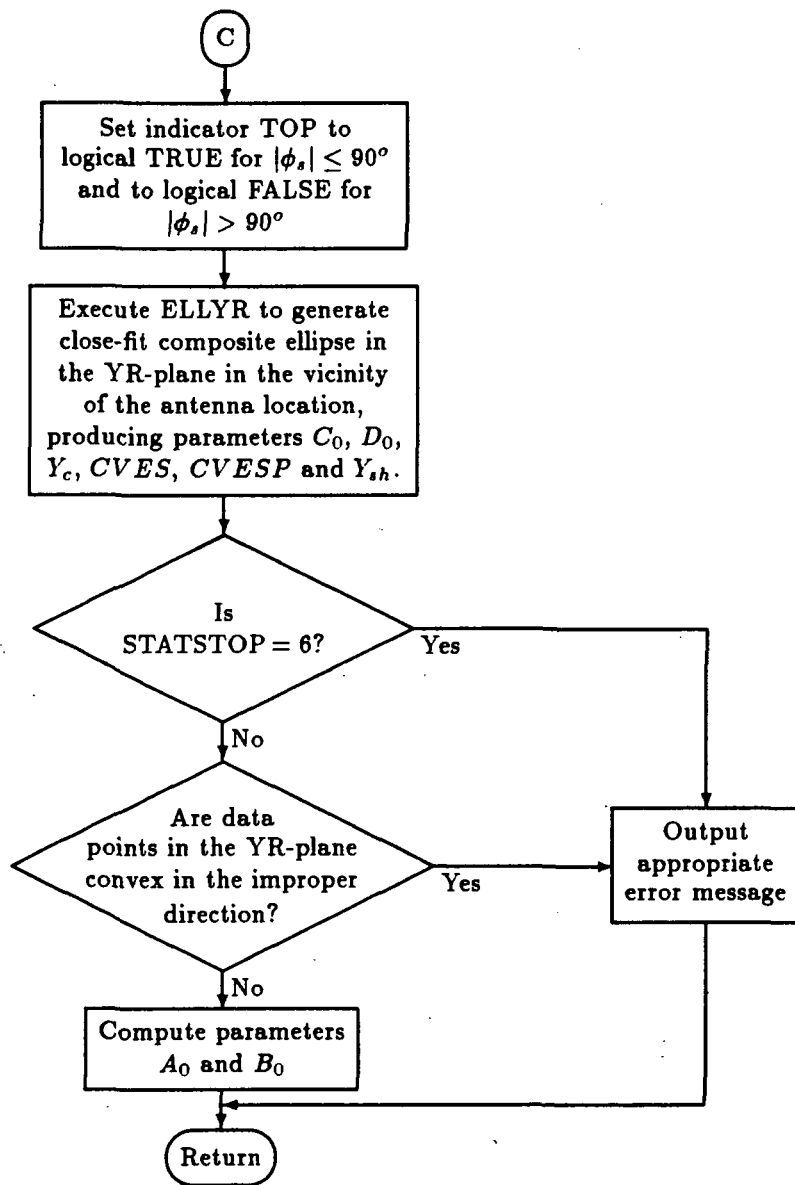 C
Set indicator TOP to
logical TRUE for |ϕₛ| ≤ 90°
and to logical FALSE for
|ϕₛ| > 90°
Execute ELLYR to generate
close-fit composite ellipse in
the YR-plane in the vicinity
of the antenna location,
producing parameters C₀, D₀,
Y_c, CVES, CVESP and Y_sh.
Is
STATSTOP = 6?
Yes
No
Are data
points in the YR-plane
convex in the improper
direction?
Yes
Output
appropriate
error message
No
Compute parameters
A₀ and B₀
Return